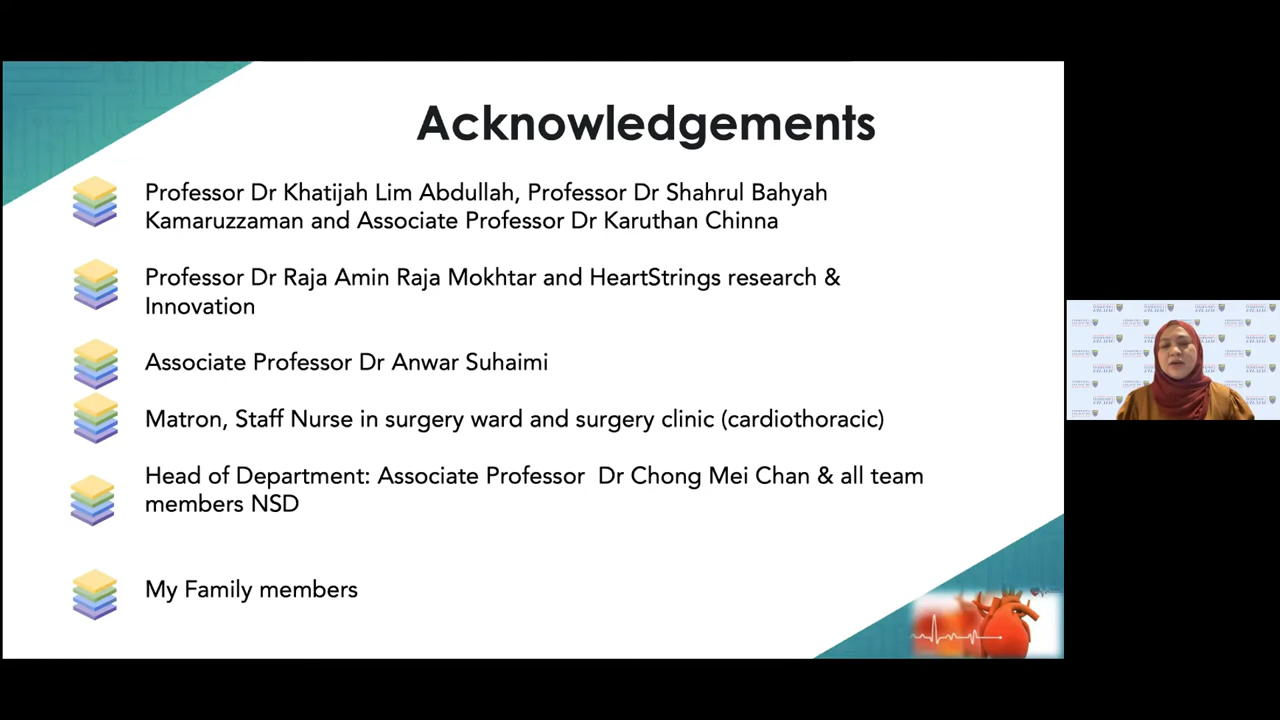 Acknowledgements
Professor Dr Khatijah Lim Abdullah, Professor Dr Shahrul Bahyah
Kamaruzzaman and Associate Professor Dr Karuthan Chinna
Professor Dr Raja Amin Raja Mokhtar and HeartStrings research &
Innovation
Associate Professor Dr Anwar Suhaimi
Matron, Staff Nurse in surgery ward and surgery clinic (cardiothoracic)
Head of Department: Associate Professor  Dr Chong Mei Chan & all team
members NSD
My Family members